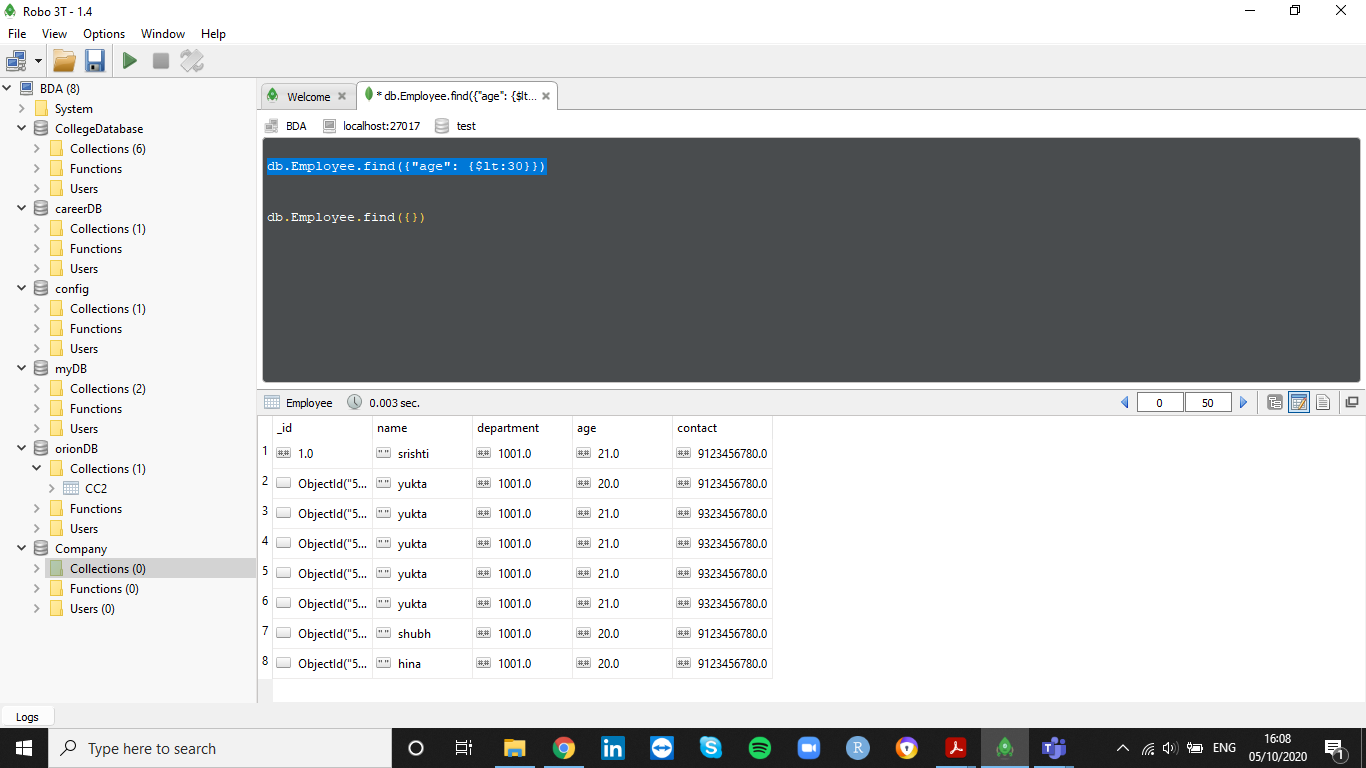 Robo 3T - 1.4
File View Options Window Help
BDA (8)
System
CollegeDatabase
Collections (6)
Functions
Users
careerDB
Collections (1)
Functions
Users
config
Collections (1)
Functions
Users
myDB
Collections (2)
Functions
Users
orionDB
Collections (1)
CC2
Functions
Users
Company
Collections (0)
Functions (0)
Users (0)
Logs
Welcome
* db.Employee.find({"age": {$lt...
BDA localhost:27017 test
db.Employee.find({"age": {$lt:30}})
db.Employee.find({})
Employee 0.003 sec. 0 50
_id name department age contact
1 ## 1.0 "" srishti ## 1001.0 ## 21.0 ## 9123456780.0
2 ObjectId("5... "" yukta ## 1001.0 ## 20.0 ## 9123456780.0
3 ObjectId("5... "" yukta ## 1001.0 ## 21.0 ## 9323456780.0
4 ObjectId("5... "" yukta ## 1001.0 ## 21.0 ## 9323456780.0
5 ObjectId("5... "" yukta ## 1001.0 ## 21.0 ## 9323456780.0
6 ObjectId("5... "" yukta ## 1001.0 ## 21.0 ## 9323456780.0
7 ObjectId("5... "" shubh ## 1001.0 ## 20.0 ## 9123456780.0
8 ObjectId("5... "" hina ## 1001.0 ## 20.0 ## 9123456780.0
Type here to search
in
S
R
ENG
16:08
05/10/2020
1